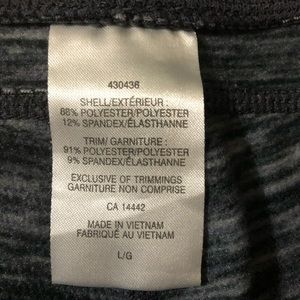 430436
SHELL/EXTÉRIEUR :
88% POLYESTER/POLYESTER
12% SPANDEX/ÉLASTHANNE
TRIM/ GARNITURE :
91% POLYESTER/POLYESTER
9% SPANDEX/ÉLASTHANNE
EXCLUSIVE OF TRIMMINGS
GARNITURE NON COMPRISE
CA 14442
MADE IN VIETNAM
FABRIQUÉ AU VIETNAM
L/G